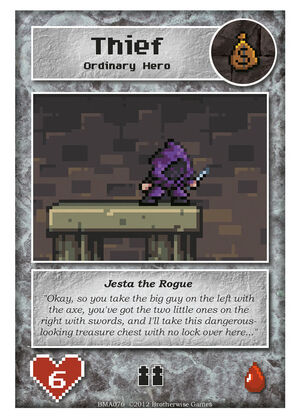 Thief
Ordinary Hero
S
Jesta the Rogue
"Okay, so you take the big guy on the left with
the axe, you've got the two little ones on the
right with swords, and I'll take this dangerous-
looking treasure chest with no lock over here..."
6
BMA076 ©2012 Brotherwise Games